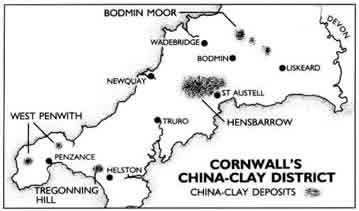 BODMIN MOOR
DEVON
WADEBRIDGE
BODMIN
LISKEARD
NEWQUAY
ST AUSTELL
WEST PENWITH
TRURO
HENSBARROW
PENZANCE
HELSTON
TREGONNING
HILL
CORNWALL'S
CHINA-CLAY DISTRICT
CHINA-CLAY DEPOSITS